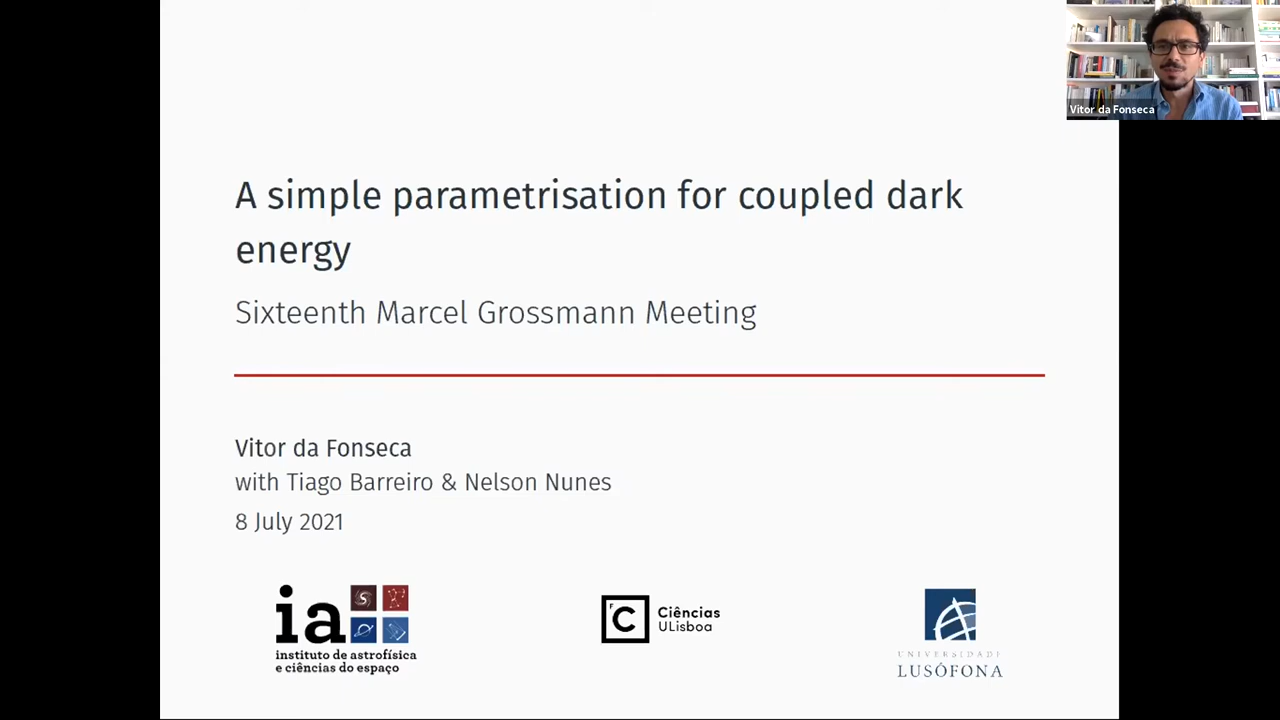 Vitor da Fonseca
A simple parametrisation for coupled dark
energy
Sixteenth Marcel Grossmann Meeting
Vitor da Fonseca
with Tiago Barreiro & Nelson Nunes
8 July 2021
ia
instituto de astrofísica
e ciências do espaço
F
C
Ciências
ULisboa
UNIVERSIDADE
LUSÓFONA